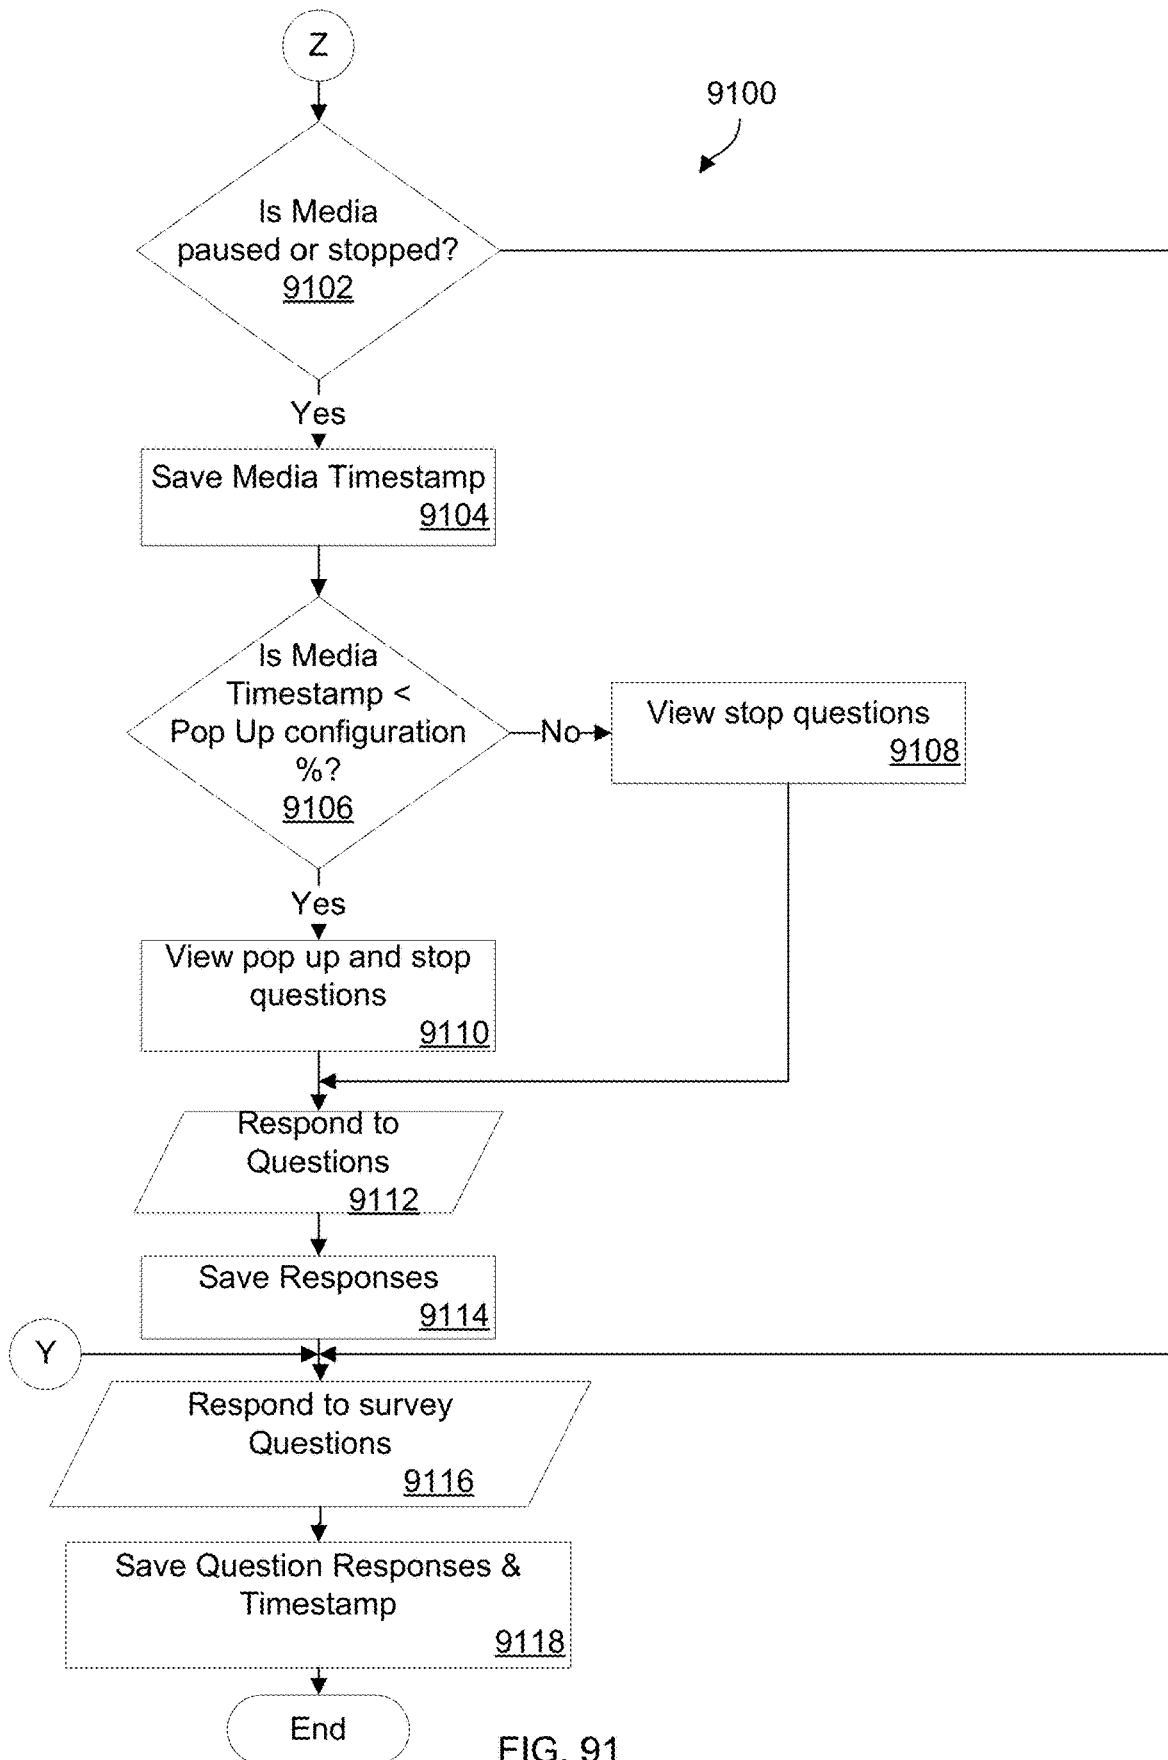 Z
9100
Is Media
paused or stopped?
9102
Yes
Save Media Timestamp
9104
Is Media
Timestamp <
Pop Up configuration
%?
9106
No
View stop questions
9108
Yes
View pop up and stop
questions
9110
Respond to
Questions
9112
Save Responses
9114
Y
Respond to survey
Questions
9116
Save Question Responses &
Timestamp
9118
End
FIG. 91